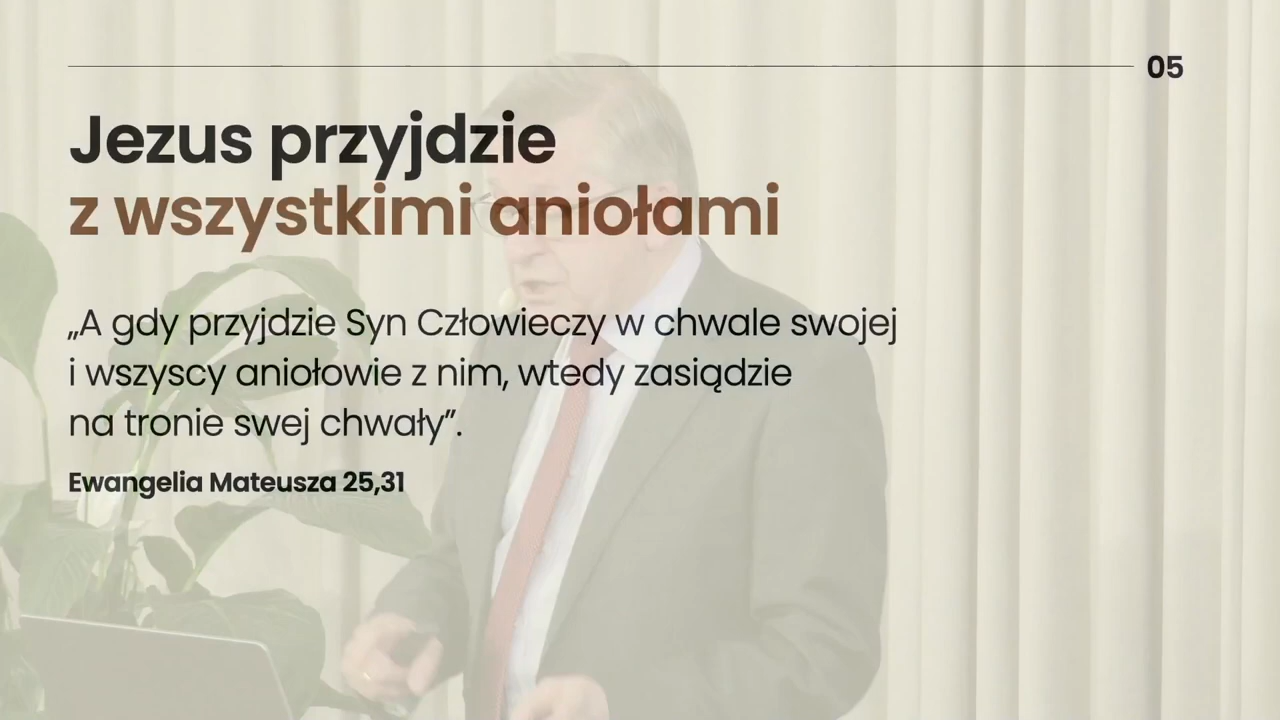 05
Jezus przyjdzie
z wszystkimi aniołami
„A gdy przyjdzie Syn Człowieczy w chwale swojej
i wszyscy aniołowie z nim, wtedy zasiądzie
na tronie swej chwały”.
Ewangelia Mateusza 25,31